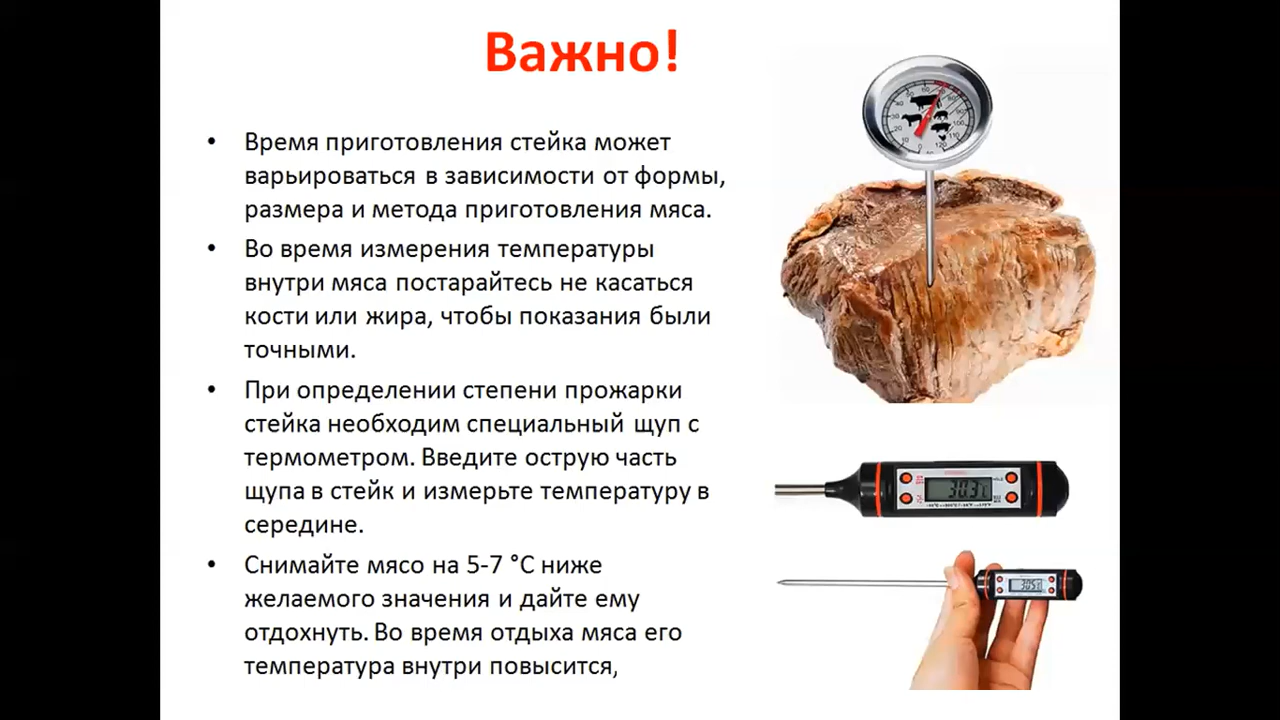 Важно!
• Время приготовления стейка может
варьироваться в зависимости от формы,
размера и метода приготовления мяса.
• Во время измерения температуры
внутри мяса постарайтесь не касаться
кости или жира, чтобы показания были
точными.
• При определении степени прожарки
стейка необходим специальный щуп с
термометром. Введите острую часть
щупа в стейк и измерьте температуру в
середине.
• Снимайте мясо на 5-7 °С ниже
желаемого значения и дайте ему
отдохнуть. Во время отдыха мяса его
температура внутри повысится,